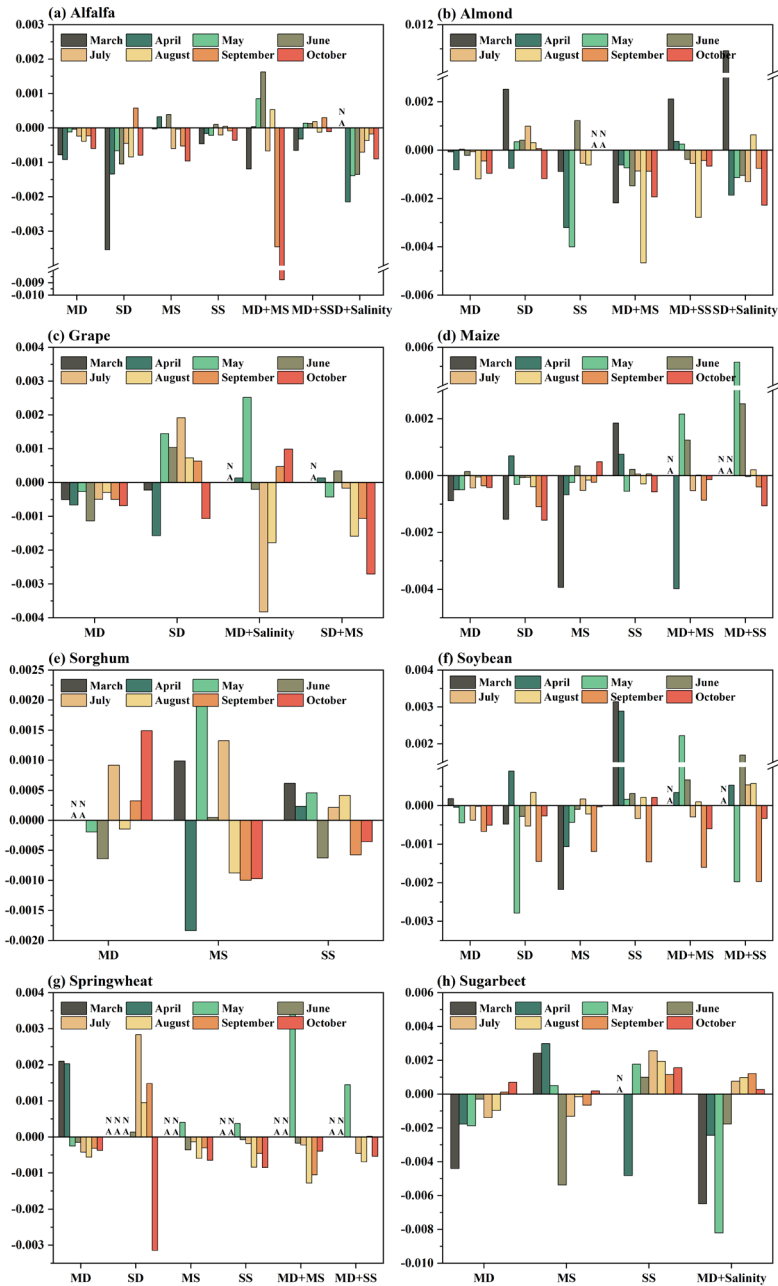 (a) Alfalfa
March April May June
July August September October
0.003
0.002
0.001
0.000
-0.001
-0.002
-0.003
-0.009
-0.010
N
A
MD SD MS SS MD+MS MD+SSD+Salinity
(b) Almond
March April May June
July August September October
0.012
0.002
0.000
-0.002
-0.004
-0.006
N N
A A
MD SD SS MD+MS MD+SS SD+Salinity
(c) Grape
March April May June
July August September October
0.004
0.003
0.002
0.001
0.000
-0.001
-0.002
-0.003
-0.004
N N
A A
MD SD MD+Salinity SD+MS
(d) Maize
March April May June
July August September October
0.006
0.002
0.000
-0.002
-0.004
N N N
A A A
MD SD MS SS MD+MS MD+SS
(e) Sorghum
March April May June
July August September October
0.0025
0.0020
0.0015
0.0010
0.0005
0.0000
-0.0005
-0.0010
-0.0015
-0.0020
N N
A A
MD MS SS
(f) Soybean
March April May June
July August September October
0.004
0.003
0.002
0.000
-0.001
-0.002
-0.003
N N
A A
MD SD MS SS MD+MS MD+SS
(g) Springwheat
March April May June
July August September October
0.004
0.003
0.002
0.001
0.000
-0.001
-0.002
-0.003
N N N N N N N N N N N
A A A A A A A A A A A
MD SD MS SS MD+MS MD+SS
(h) Sugarbeet
March April May June
July August September October
0.006
0.004
0.002
0.000
-0.002
-0.004
-0.006
-0.008
-0.010
N
A
MD MS SS MD+Salinity